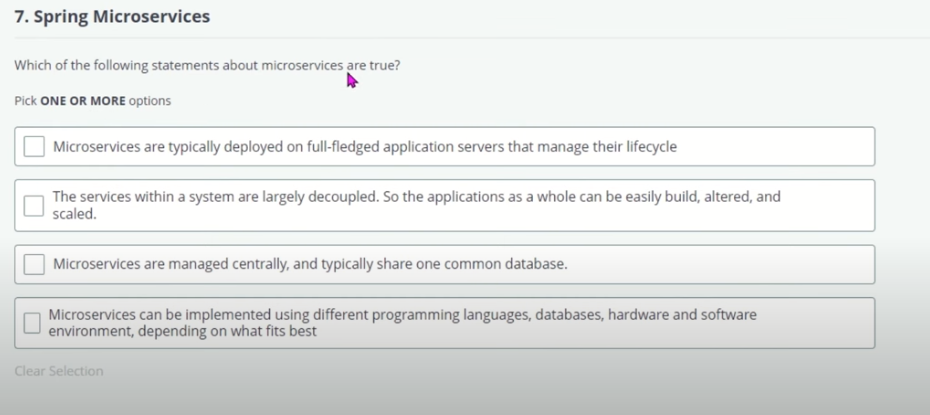 7. Spring Microservices
Which of the following statements about microservices are true?
Pick ONE OR MORE options
Microservices are typically deployed on full-fledged application servers that manage their lifecycle
The services within a system are largely decoupled. So the applications as a whole can be easily build, altered, and
scaled.
Microservices are managed centrally, and typically share one common database.
Microservices can be implemented using different programming languages, databases, hardware and software
environment, depending on what fits best
Clear Selection